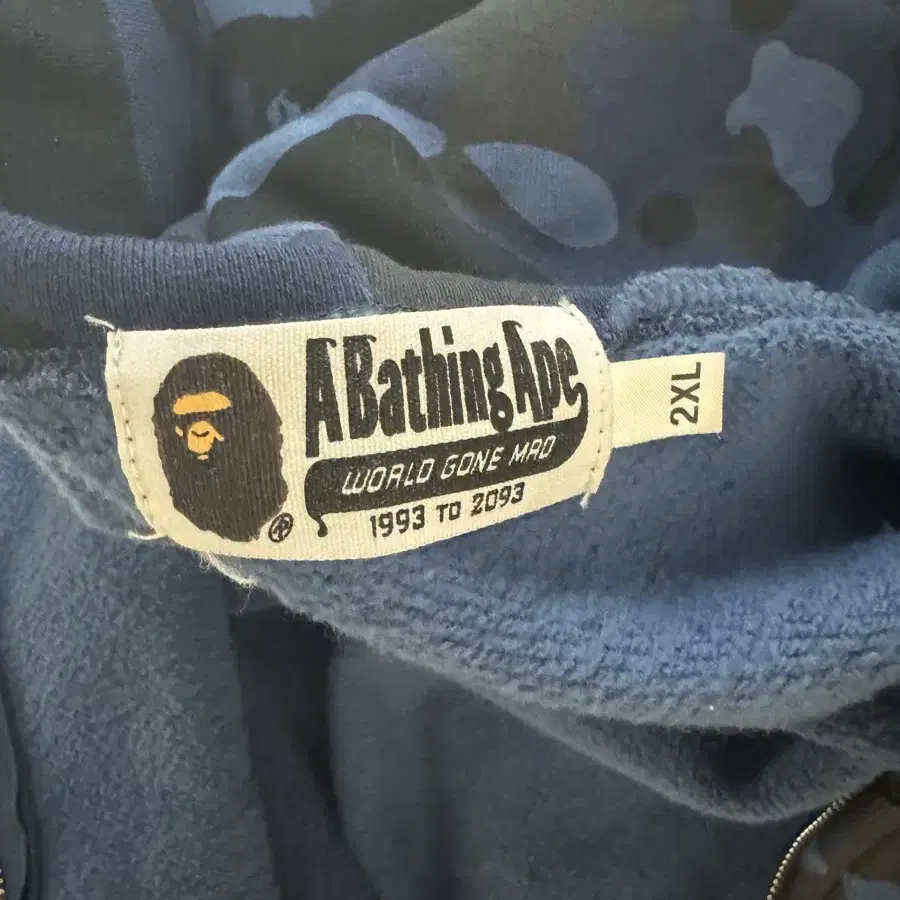 A Bathing Ape
WORLD GONE MAD
1993 TO 2093
®
2XL